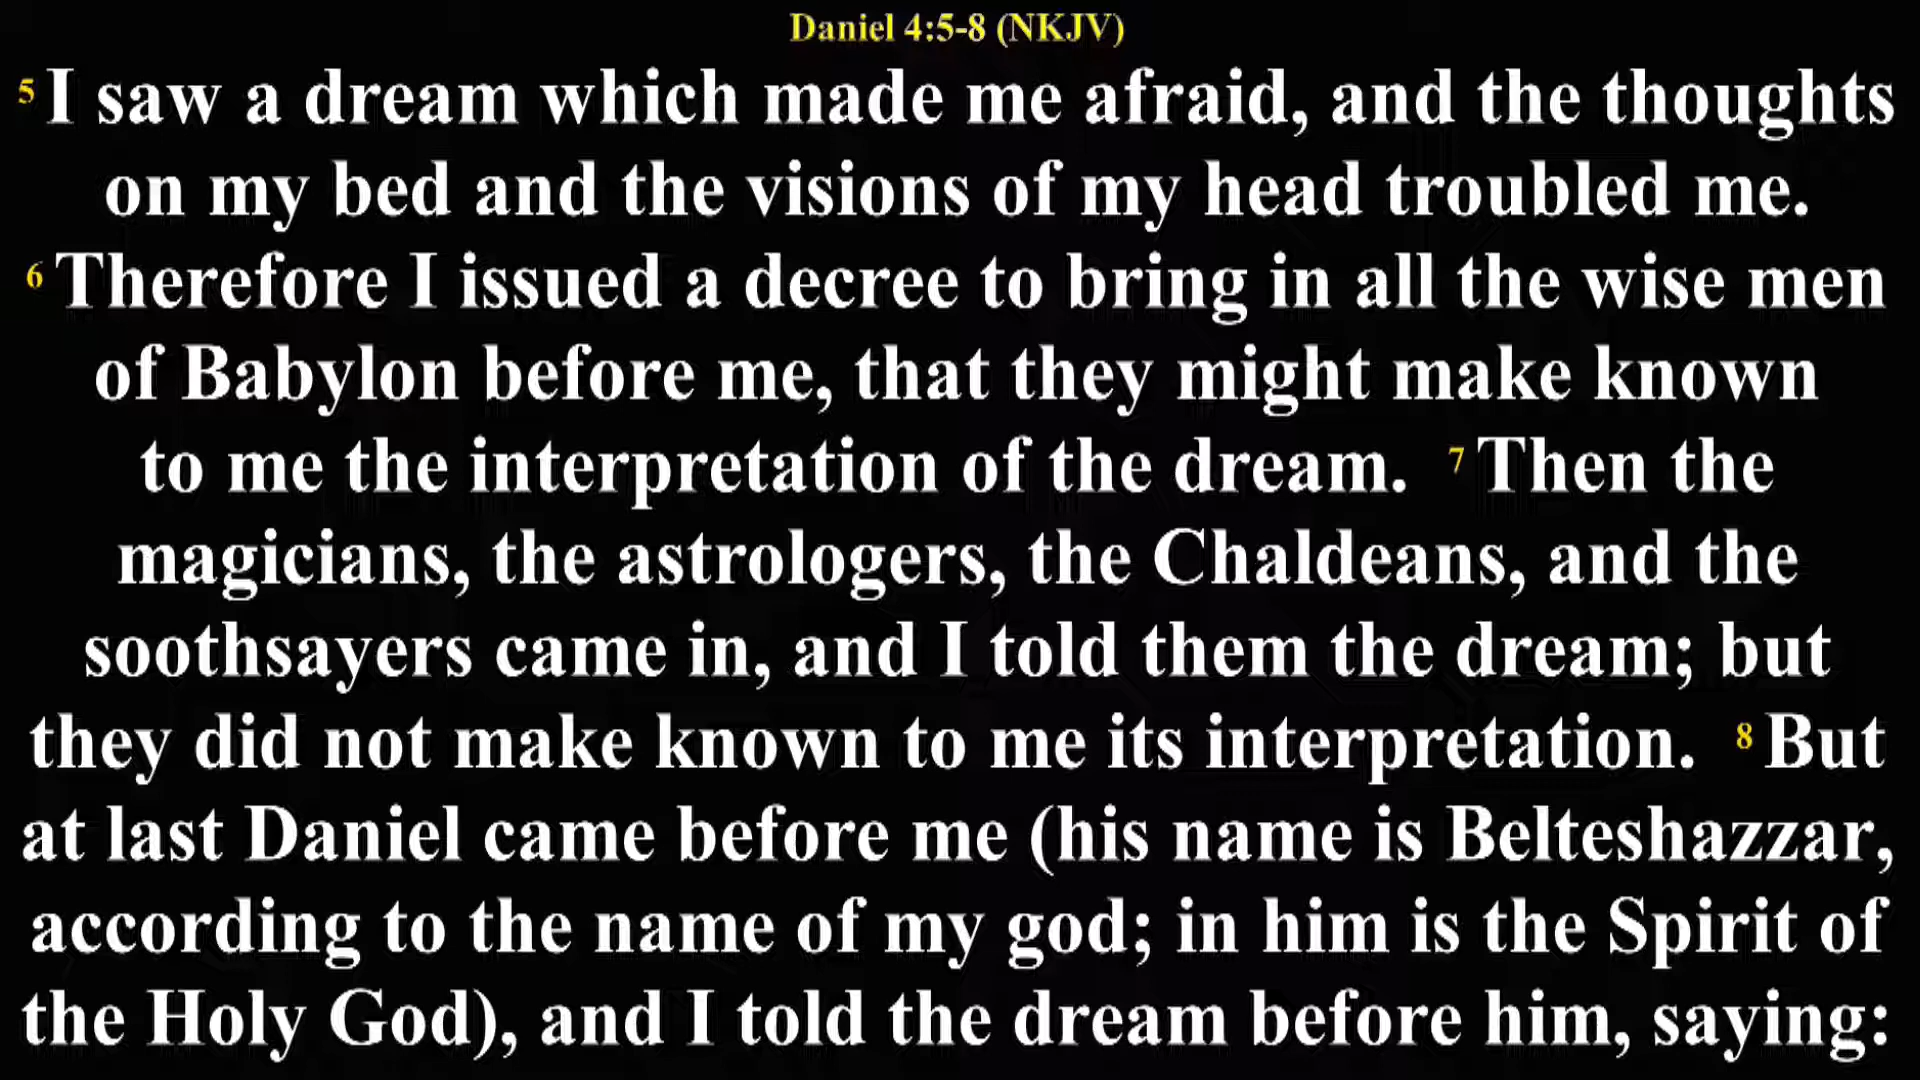 Daniel 4:5-8 (NKJV)
5 I saw a dream which made me afraid, and the thoughts
on my bed and the visions of my head troubled me.
6 Therefore I issued a decree to bring in all the wise men
of Babylon before me, that they might make known
to me the interpretation of the dream. 7 Then the
magicians, the astrologers, the Chaldeans, and the
soothsayers came in, and I told them the dream; but
they did not make known to me its interpretation. 8 But
at last Daniel came before me (his name is Belteshazzar,
according to the name of my god; in him is the Spirit of
the Holy God), and I told the dream before him, saying: